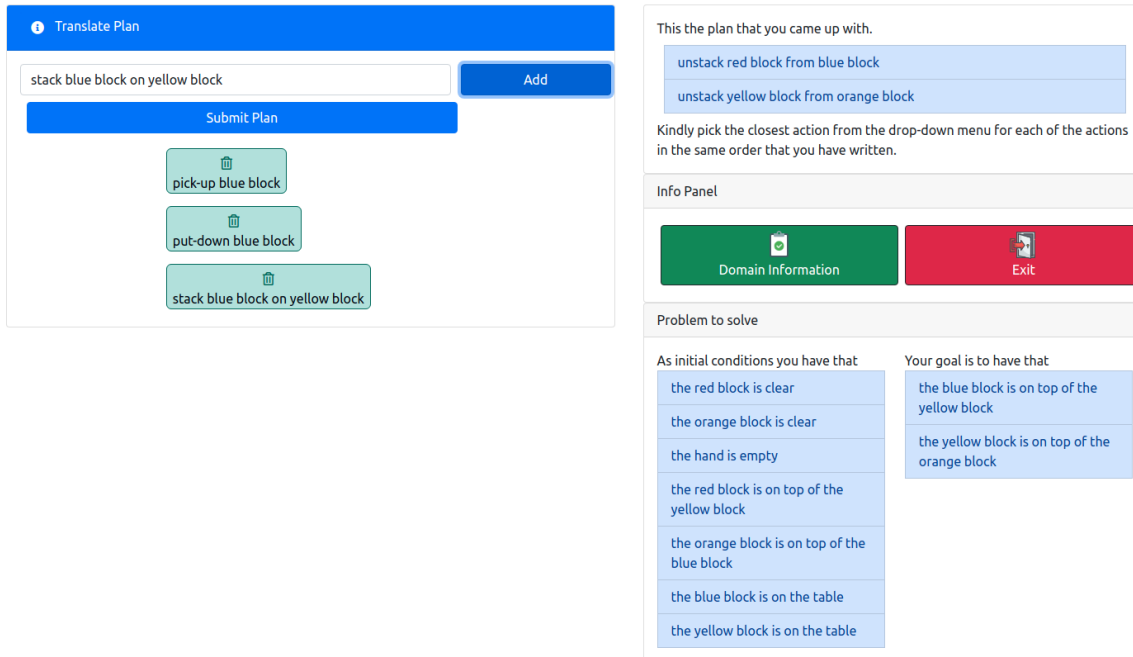 Translate Plan
stack blue block on yellow block
Add
Submit Plan
pick-up blue block
put-down blue block
stack blue block on yellow block
This the plan that you came up with.
unstack red block from blue block
unstack yellow block from orange block
Kindly pick the closest action from the drop-down menu for each of the actions
in the same order that you have written.
Info Panel
Domain Information
Exit
Problem to solve
As initial conditions you have that
the red block is clear
the orange block is clear
the hand is empty
the red block is on top of the
yellow block
the orange block is on top of the
blue block
the blue block is on the table
the yellow block is on the table
Your goal is to have that
the blue block is on top of the
yellow block
the yellow block is on top of the
orange block